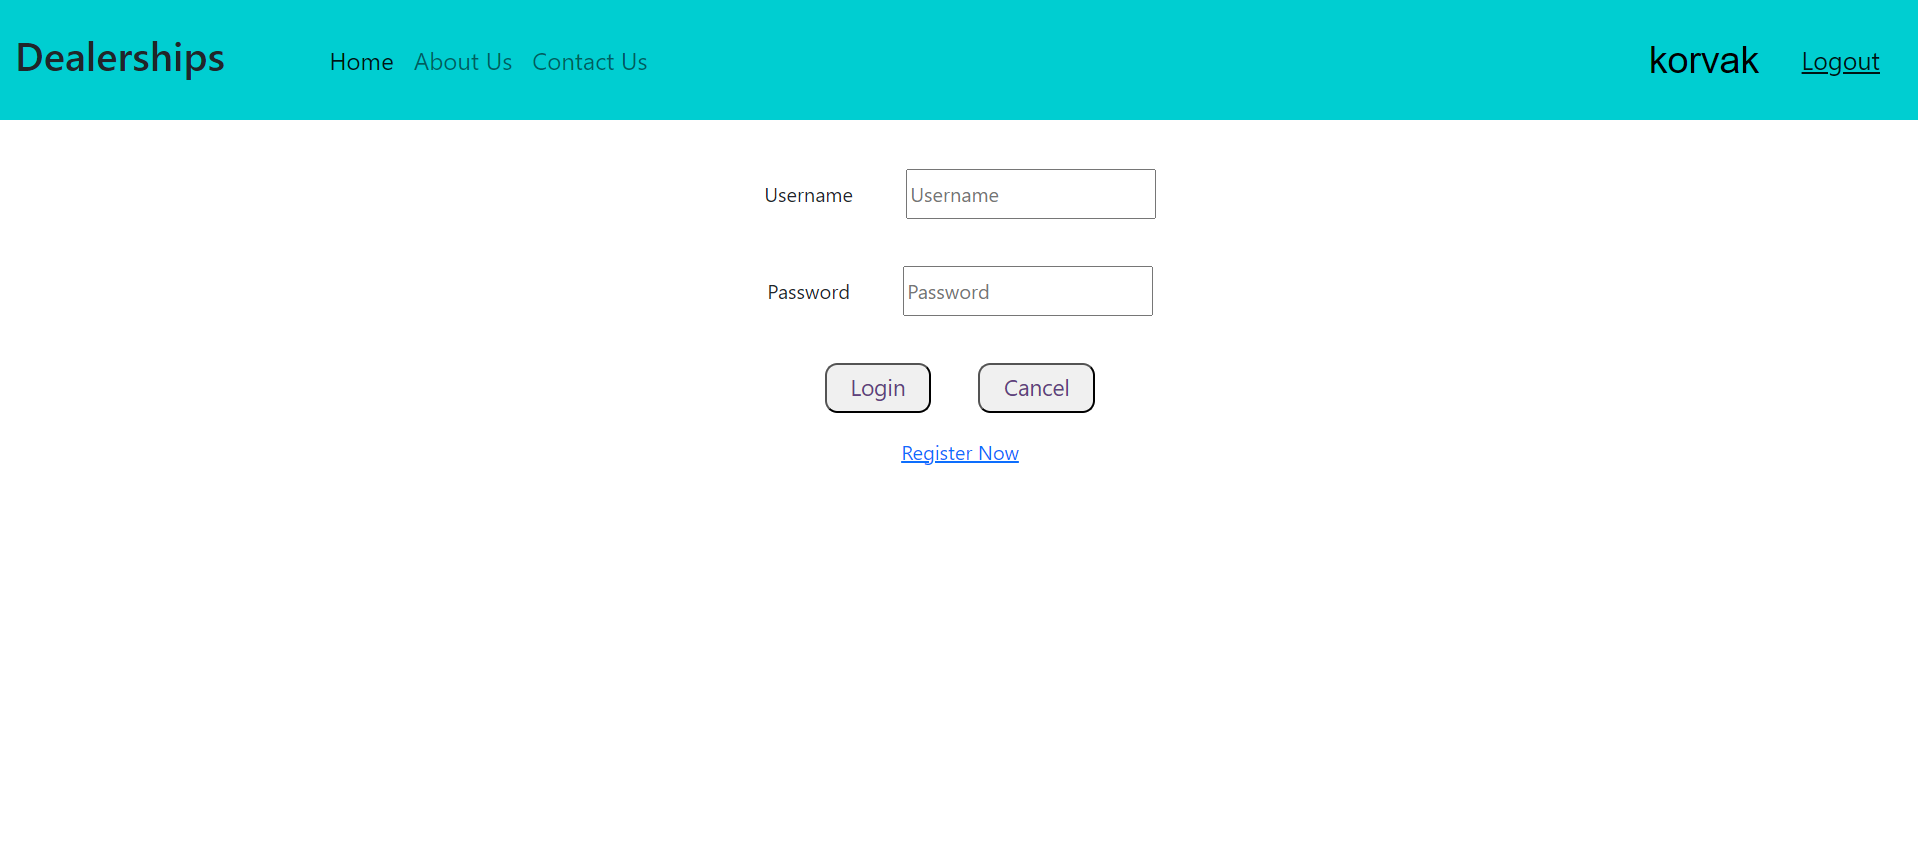 Dealerships Home About Us Contact Us korvak Logout
Username Username
Password Password
Login Cancel
Register Now